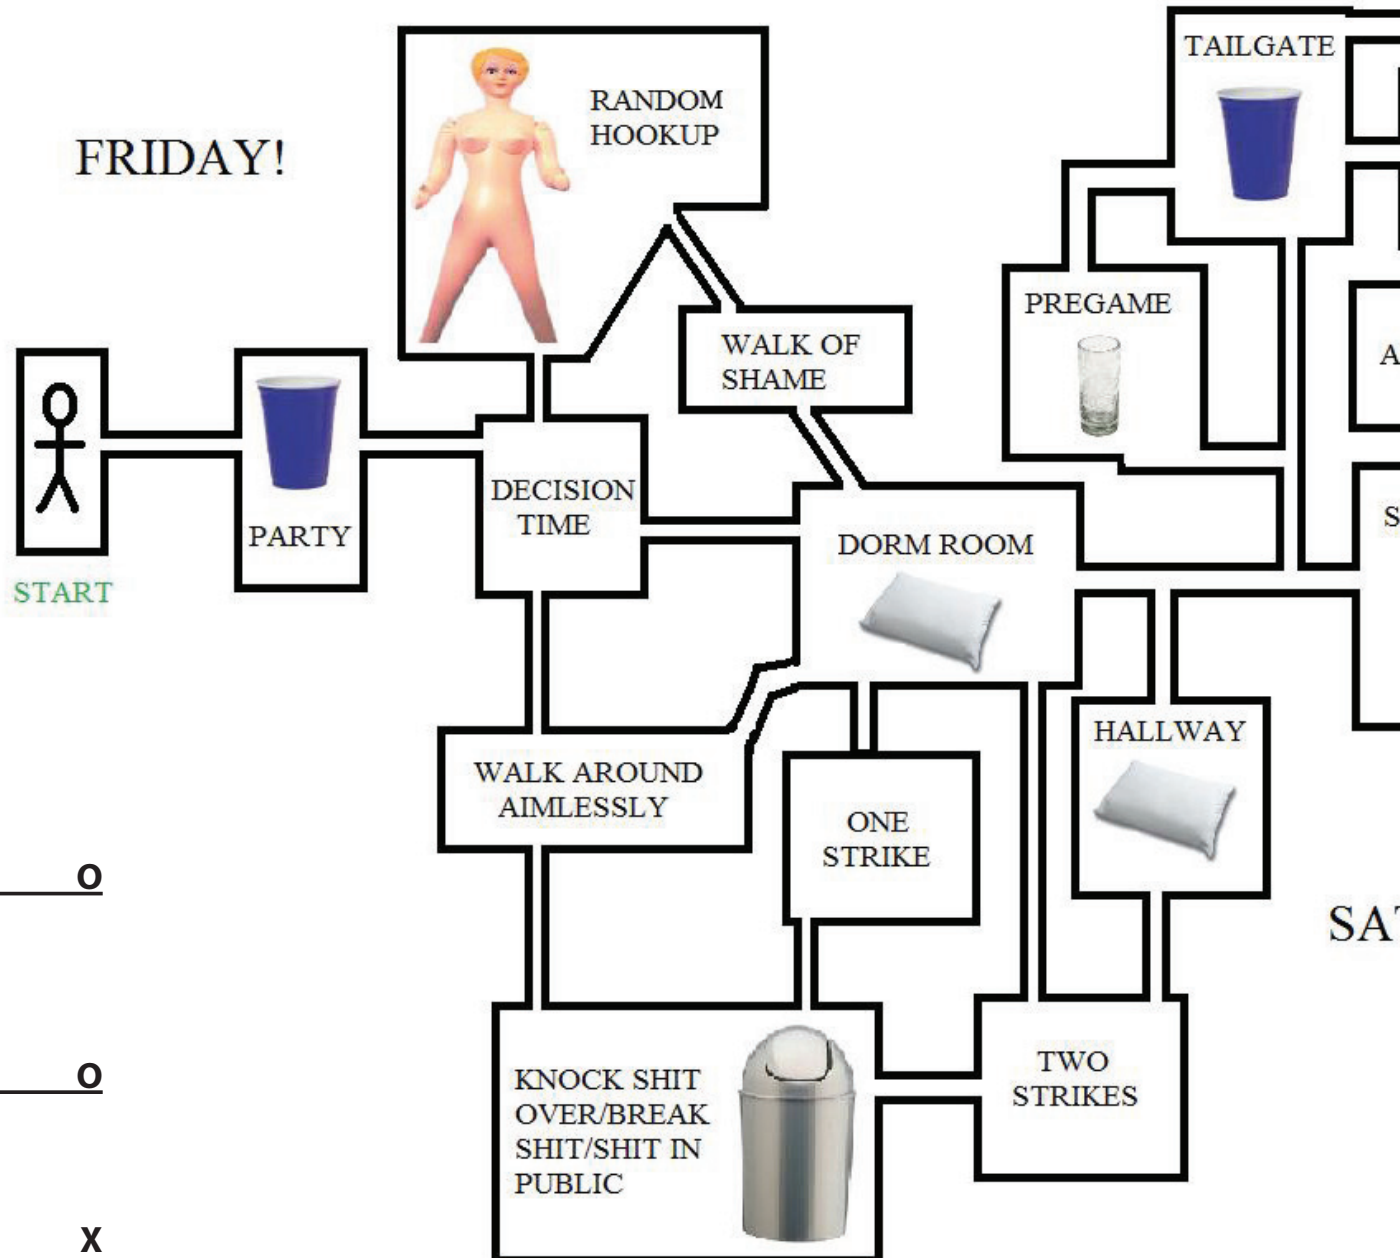 TAILGATE
RANDOM
HOOKUP
FRIDAY!
PREGAME
WALK OF
SHAME
A
DECISION
TIME
PARTY
S
DORM ROOM
START
HALLWAY
WALK AROUND
AIMLESSLY
ONE
STRIKE
O
SAT
O
TWO
STRIKES
KNOCK SHIT
OVER/BREAK
SHIT/SHIT IN
PUBLIC
X